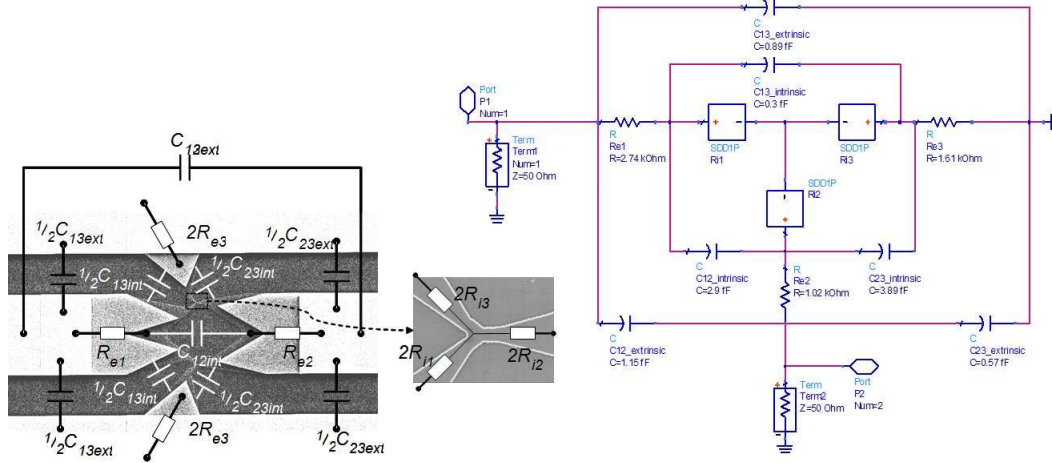 C12ext
1/2C13ext
2Re3
1/2C23ext
1/2C13int
1/2C23int
Re1
C12int
Re2
1/2C13int
1/2C23int
1/2C13ext
2Re3
1/2C23ext
2Ri3
2Ri1
2Ri2
C
C13_extrinsic
C=0.89 fF
C
C13_intrinsic
C=0.3 fF
Port
P1
Num=1
Term
Term1
Num=1
Z=50 Ohm
R
Re1
R=2.74 kOhm
SDD1P
Ri1
SDD1P
Ri3
R
Re3
R=1.61 kOhm
SDD1P
Ri2
C
C12_intrinsic
C=2.9 fF
R
Re2
R=1.02 kOhm
C
C23_intrinsic
C=3.89 fF
C
C12_extrinsic
C=1.15 fF
C
C23_extrinsic
C=0.57 fF
Term
Term2
Z=50 Ohm
Port
P2
Num=2